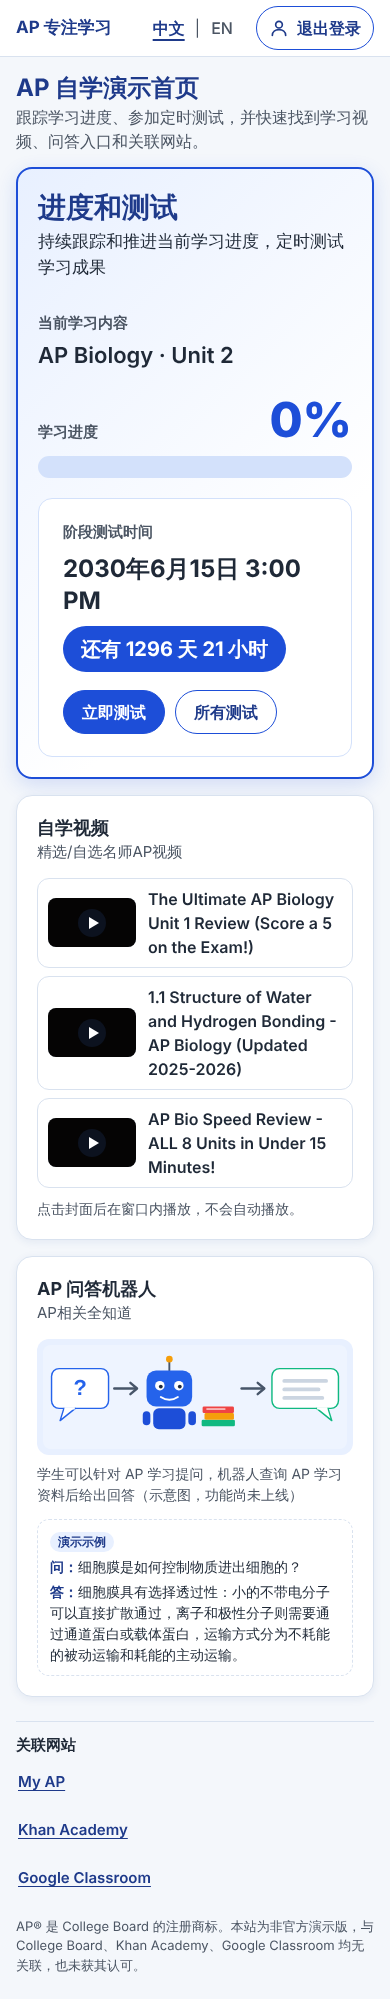 AP 专注学习
中文 | EN
退出登录
AP 自学演示首页
跟踪学习进度、参加定时测试，并快速找到学习视
频、问答入口和关联网站。
进度和测试
持续跟踪和推进当前学习进度，定时测试
学习成果
当前学习内容
AP Biology · Unit 2
学习进度
0%
阶段测试时间
2030年6月15日 3:00
PM
还有 1296 天 21 小时
立即测试
所有测试
自学视频
精选/自选名师AP视频
The Ultimate AP Biology
Unit 1 Review (Score a 5
on the Exam!)
1.1 Structure of Water
and Hydrogen Bonding -
AP Biology (Updated
2025-2026)
AP Bio Speed Review -
ALL 8 Units in Under 15
Minutes!
点击封面后在窗口内播放，不会自动播放。
AP 问答机器人
AP相关全知道
?
学生可以针对 AP 学习提问，机器人查询 AP 学习
资料后给出回答（示意图，功能尚未上线）
演示示例
问：细胞膜是如何控制物质进出细胞的？
答：细胞膜具有选择透过性：小的不带电分子
可以直接扩散通过，离子和极性分子则需要通
过通道蛋白或载体蛋白，运输方式分为不耗能
的被动运输和耗能的主动运输。
关联网站
My AP
Khan Academy
Google Classroom
AP® 是 College Board 的注册商标。本站为非官方演示版，与
College Board、Khan Academy、Google Classroom 均无
关联，也未获其认可。